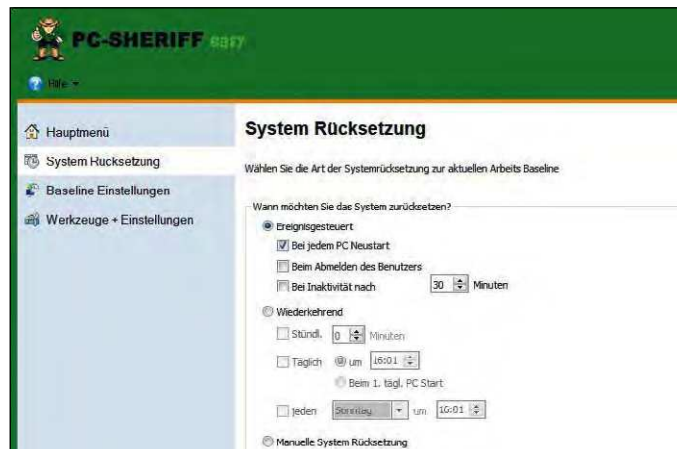 PC-SHERIFF easy
Hilfe
Hauptmenü
System Rücksetzung
Baseline Einstellungen
Werkzeuge + Einstellungen
System Rücksetzung
Wählen Sie die Art der Systemrücksetzung zur aktuellen Arbeits Baseline
Wann möchten Sie das System zurücksetzen?
Ereignisgesteuert
Bei jedem PC Neustart
Beim Abmelden des Benutzers
Bei Inaktivität nach 30 Minuten
Wiederkehrend
Stündl. 0 Minuten
Täglich um 16:01
Beim 1. tägl. PC Start
jeden Sonntag um 16:01
Manuelle System Rücksetzung